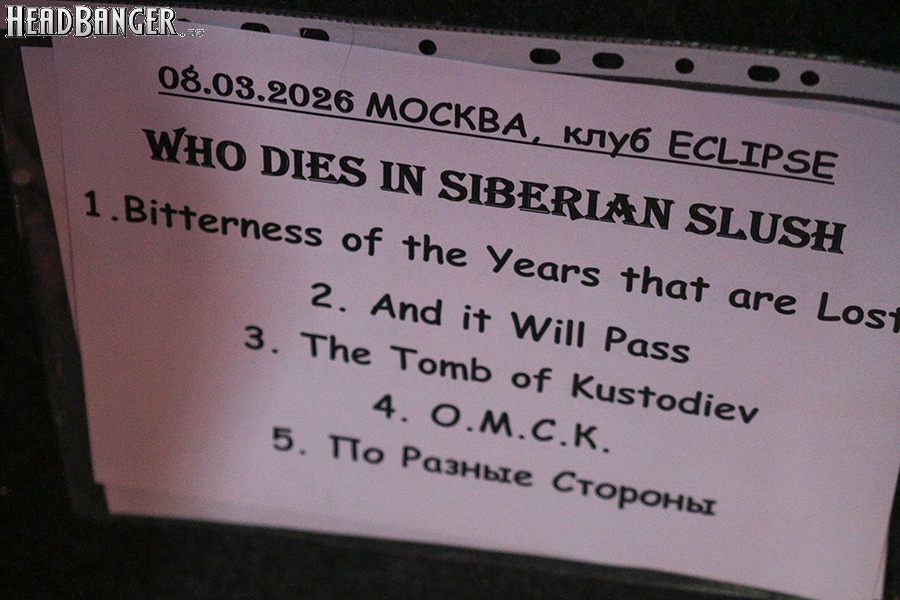 HEADBANGER.RU
08.03.2026 МОСКВА, клуб ECLIPSE
WHO DIES IN SIBERIAN SLUSH
1.Bitterness of the Years that are Lost
2. And it Will Pass
3. The Tomb of Kustodiev
4. О.М.С.К.
5. По Разные Стороны